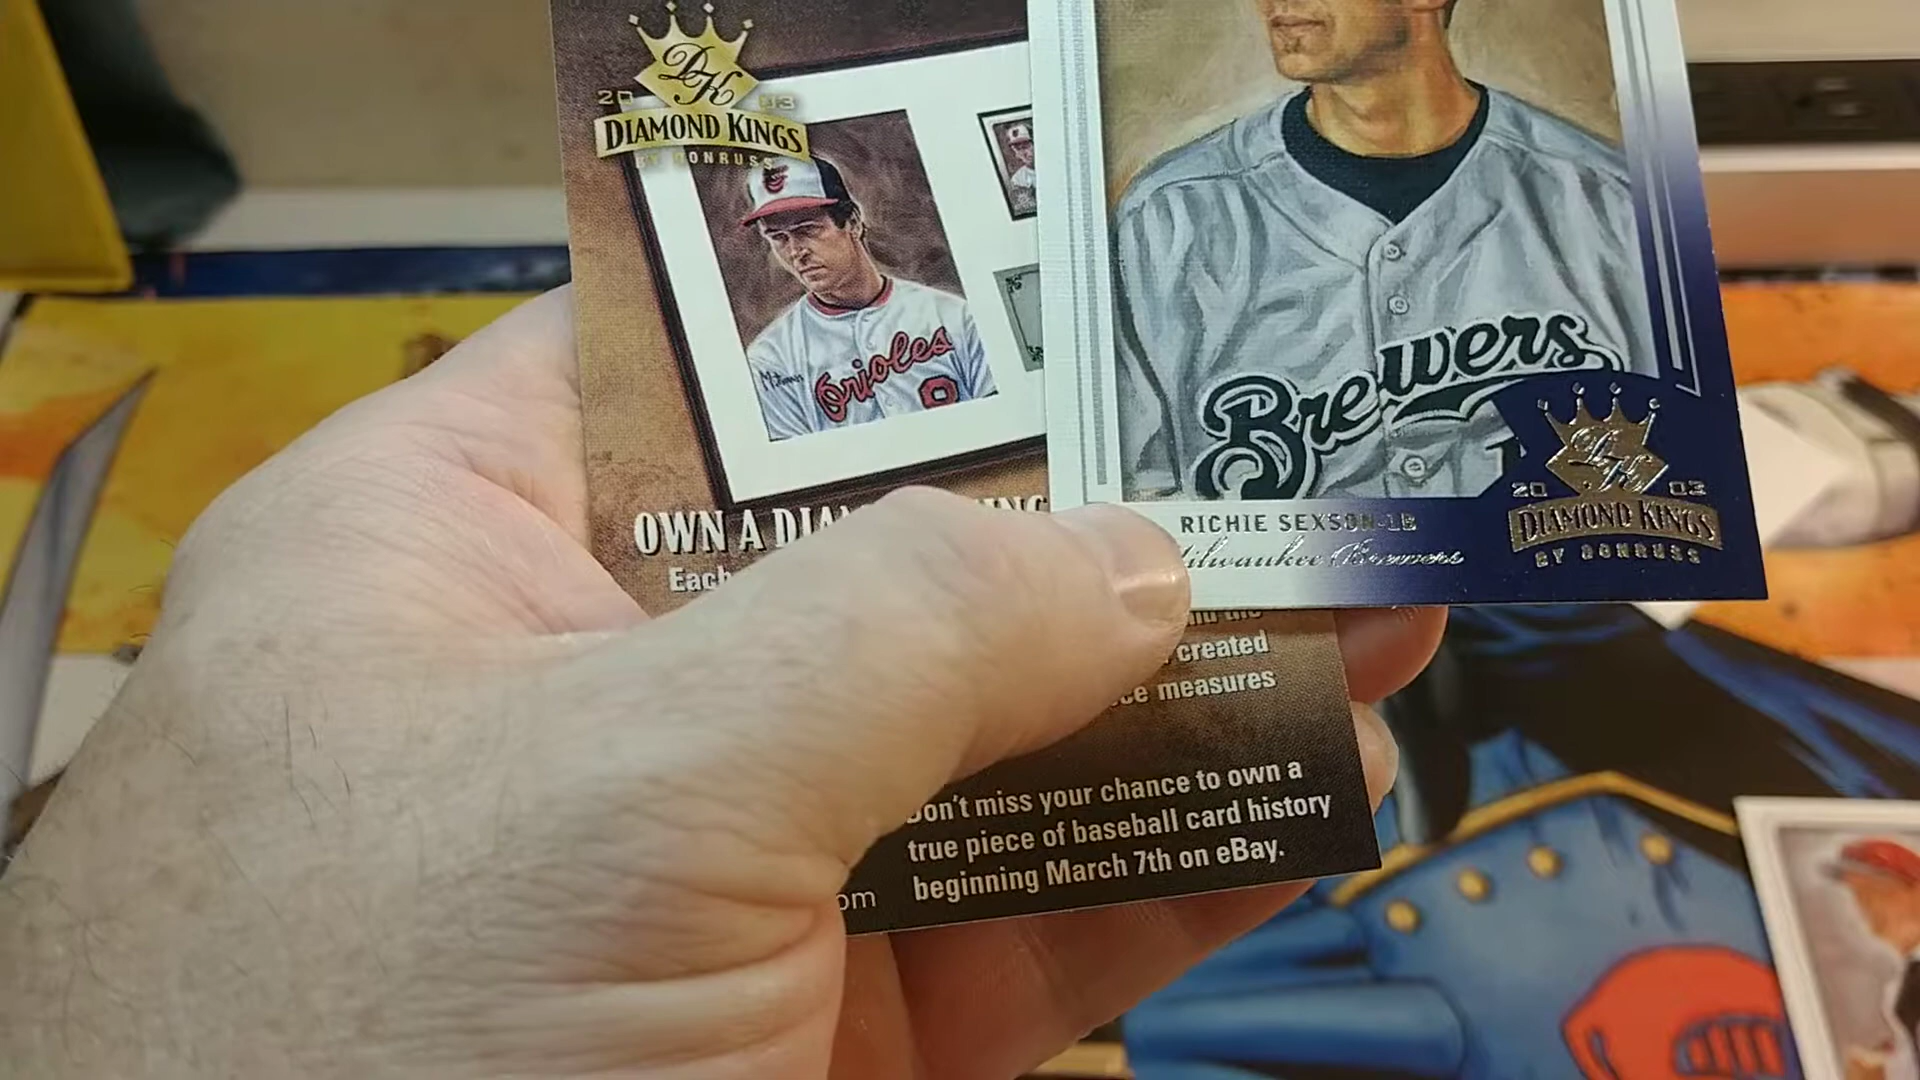 DK
20 03
DIAMOND KINGS
BY DONRUSS
Orioles
8
OWN A
Each
created
measures
Don't miss your chance to own a
true piece of baseball card history
beginning March 7th on eBay.
om
Brewers
RICHIE SEXSON-1B
Milwaukee Brewers
DK
20 03
DIAMOND KINGS
BY DONRUSS